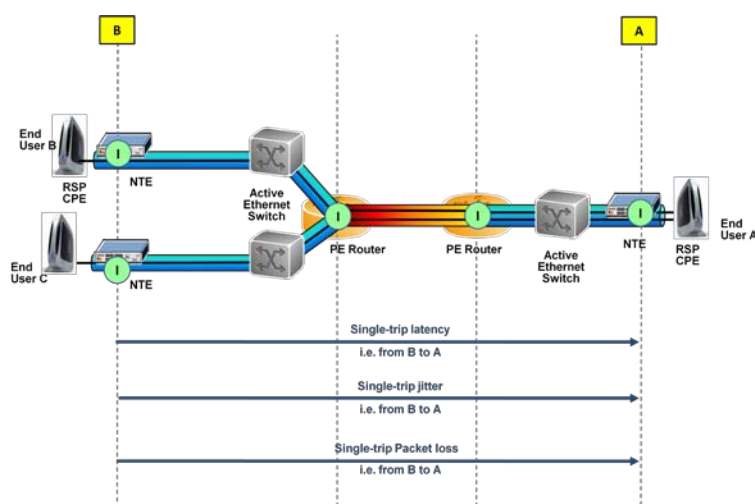 B
A
End
User B
RSP
CPE
I
NTE
Active
Ethernet
Switch
End
User C
I
NTE
I
PE Router
I
PE Router
Active
Ethernet
Switch
I
NTE
RSP
CPE
End
User A
Single-trip latency
i.e. from B to A
Single-trip jitter
i.e. from B to A
Single-trip Packet loss
i.e. from B to A